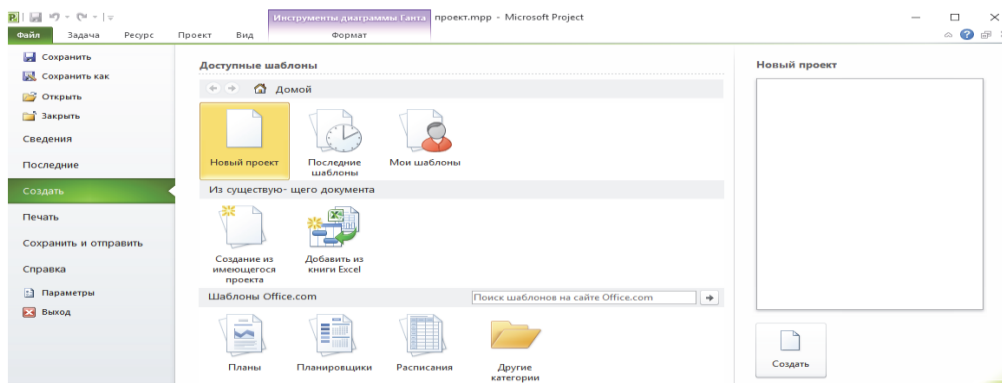 Инструменты диаграммы Ганта проект.mpp - Microsoft Project
Файл Задача Ресурс Проект Вид Формат
Сохранить
Сохранить как
Открыть
Закрыть
Сведения
Последние
Создать
Печать
Сохранить и отправить
Справка
Параметры
Выход
Доступные шаблоны
Домой
Новый проект
Последние
шаблоны
Мои шаблоны
Из существую- щего документа
Создание из
имеющегося
проекта
Добавить из
книги Excel
Шаблоны Office.com
Поиск шаблонов на сайте Office.com
Планы
Планировщики
Расписания
Другие
категории
Новый проект
Создать